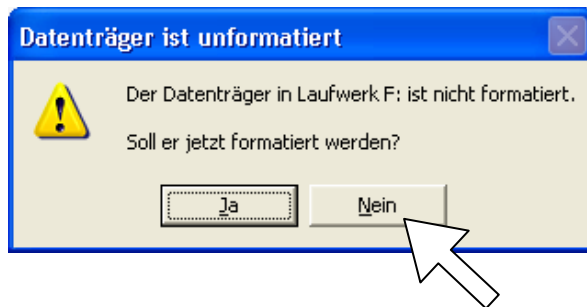 Datenträger ist unformatiert
Der Datenträger in Laufwerk F: ist nicht formatiert.
Soll er jetzt formatiert werden?
Ja
Nein